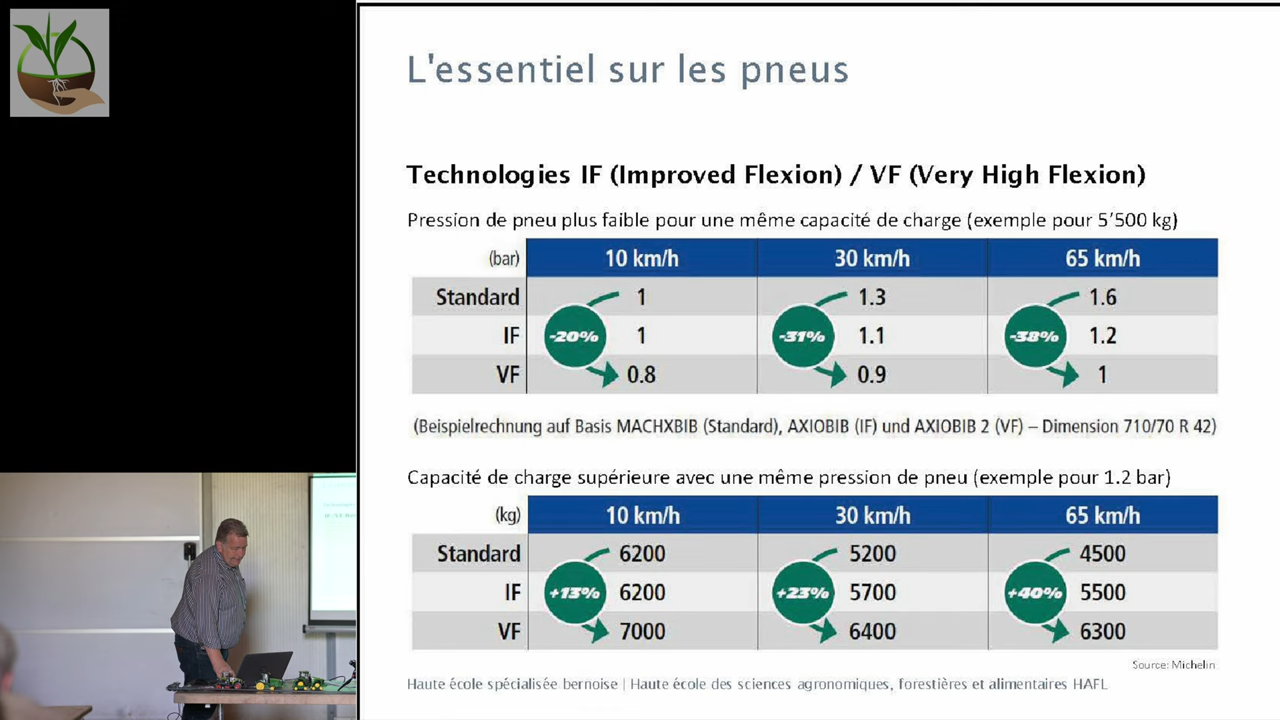 L'essentiel sur les pneus
Technologies IF (Improved Flexion) / VF (Very High Flexion)
Pression de pneu plus faible pour une même capacité de charge (exemple pour 5'500 kg)
(bar) 10 km/h 30 km/h 65 km/h
Standard 1 1.3 1.6
IF -20% 1 -31% 1.1 -38% 1.2
VF 0.8 0.9 1
(Beispielrechnung auf Basis MACHXBIB (Standard), AXIOBIB (IF) und AXIOBIB 2 (VF) – Dimension 710/70 R 42)
Capacité de charge supérieure avec une même pression de pneu (exemple pour 1.2 bar)
(kg) 10 km/h 30 km/h 65 km/h
Standard 6200 5200 4500
IF +13% 6200 +23% 5700 +40% 5500
VF 7000 6400 6300
Source: Michelin
Haute école spécialisée bernoise | Haute école des sciences agronomiques, forestières et alimentaires HAFL